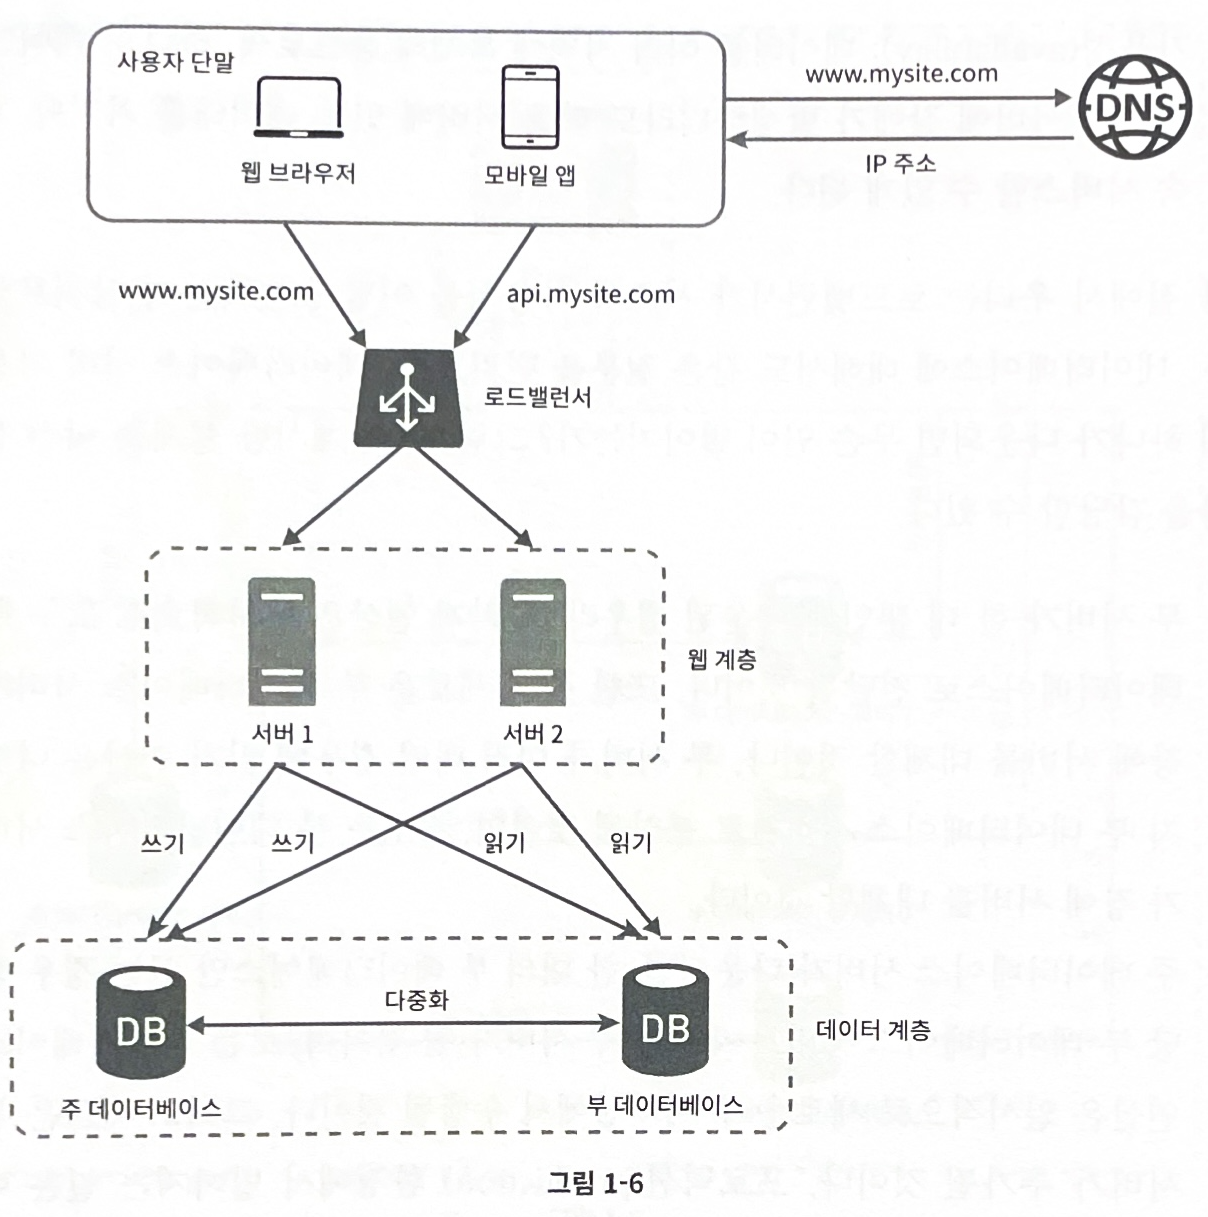 사용자 단말
www.mysite.com
DNS
웹 브라우저
모바일 앱
IP 주소
www.mysite.com
api.mysite.com
로드밸런서
웹 계층
서버 1
서버 2
쓰기
쓰기
읽기
읽기
다중화
DB
DB
데이터 계층
주 데이터베이스
부 데이터베이스
그림 1-6